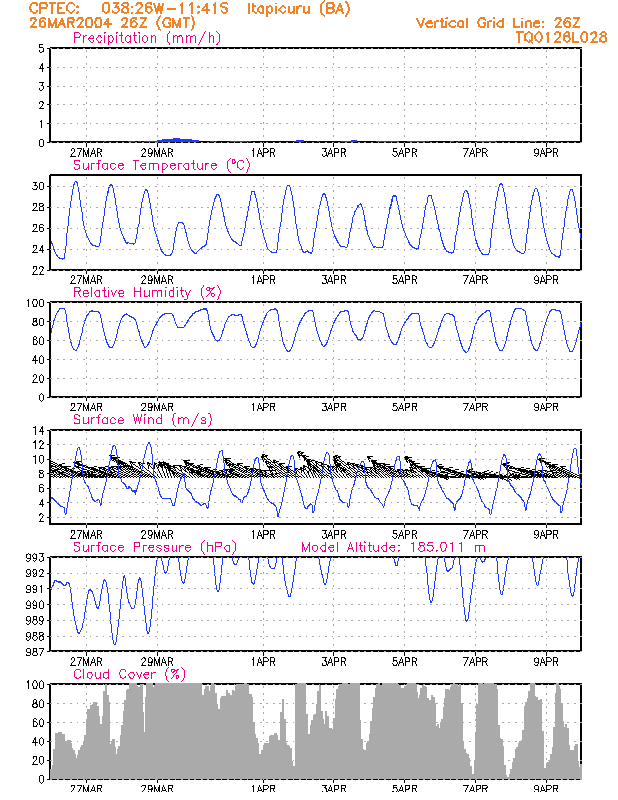 CPTEC: 038:26W-11:41S Itapicuru (BA)
26MAR2004 26Z (GMT) Vertical Grid Line: 26Z
Precipitation (mm/h) TQ0126L028
5
4
3
2
1
0
27MAR 29MAR 1APR 3APR 5APR 7APR 9APR
Surface Temperature (ºC)
30
28
26
24
22
27MAR 29MAR 1APR 3APR 5APR 7APR 9APR
Relative Humidity (%)
100
80
60
40
20
0
27MAR 29MAR 1APR 3APR 5APR 7APR 9APR
Surface Wind (m/s)
14
12
10
8
6
4
2
27MAR 29MAR 1APR 3APR 5APR 7APR 9APR
Surface Pressure (hPa) Model Altitude: 185.011 m
993
992
991
990
989
988
987
27MAR 29MAR 1APR 3APR 5APR 7APR 9APR
Cloud Cover (%)
100
80
60
40
20
0
27MAR 29MAR 1APR 3APR 5APR 7APR 9APR